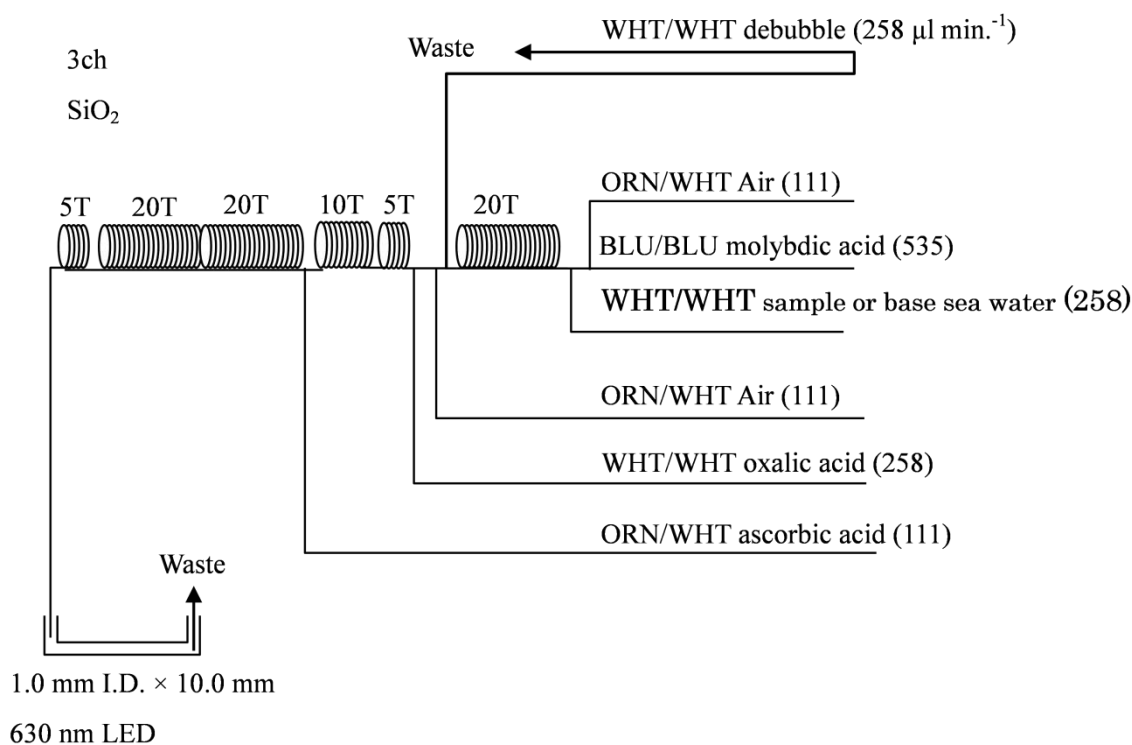 WHT/WHT debubble (258 μl min.⁻¹)
Waste
3ch
SiO₂
ORN/WHT Air (111)
5T 20T 20T 10T 5T 20T
BLU/BLU molybdic acid (535)
WHT/WHT sample or base sea water (258)
ORN/WHT Air (111)
WHT/WHT oxalic acid (258)
ORN/WHT ascorbic acid (111)
Waste
1.0 mm I.D. × 10.0 mm
630 nm LED